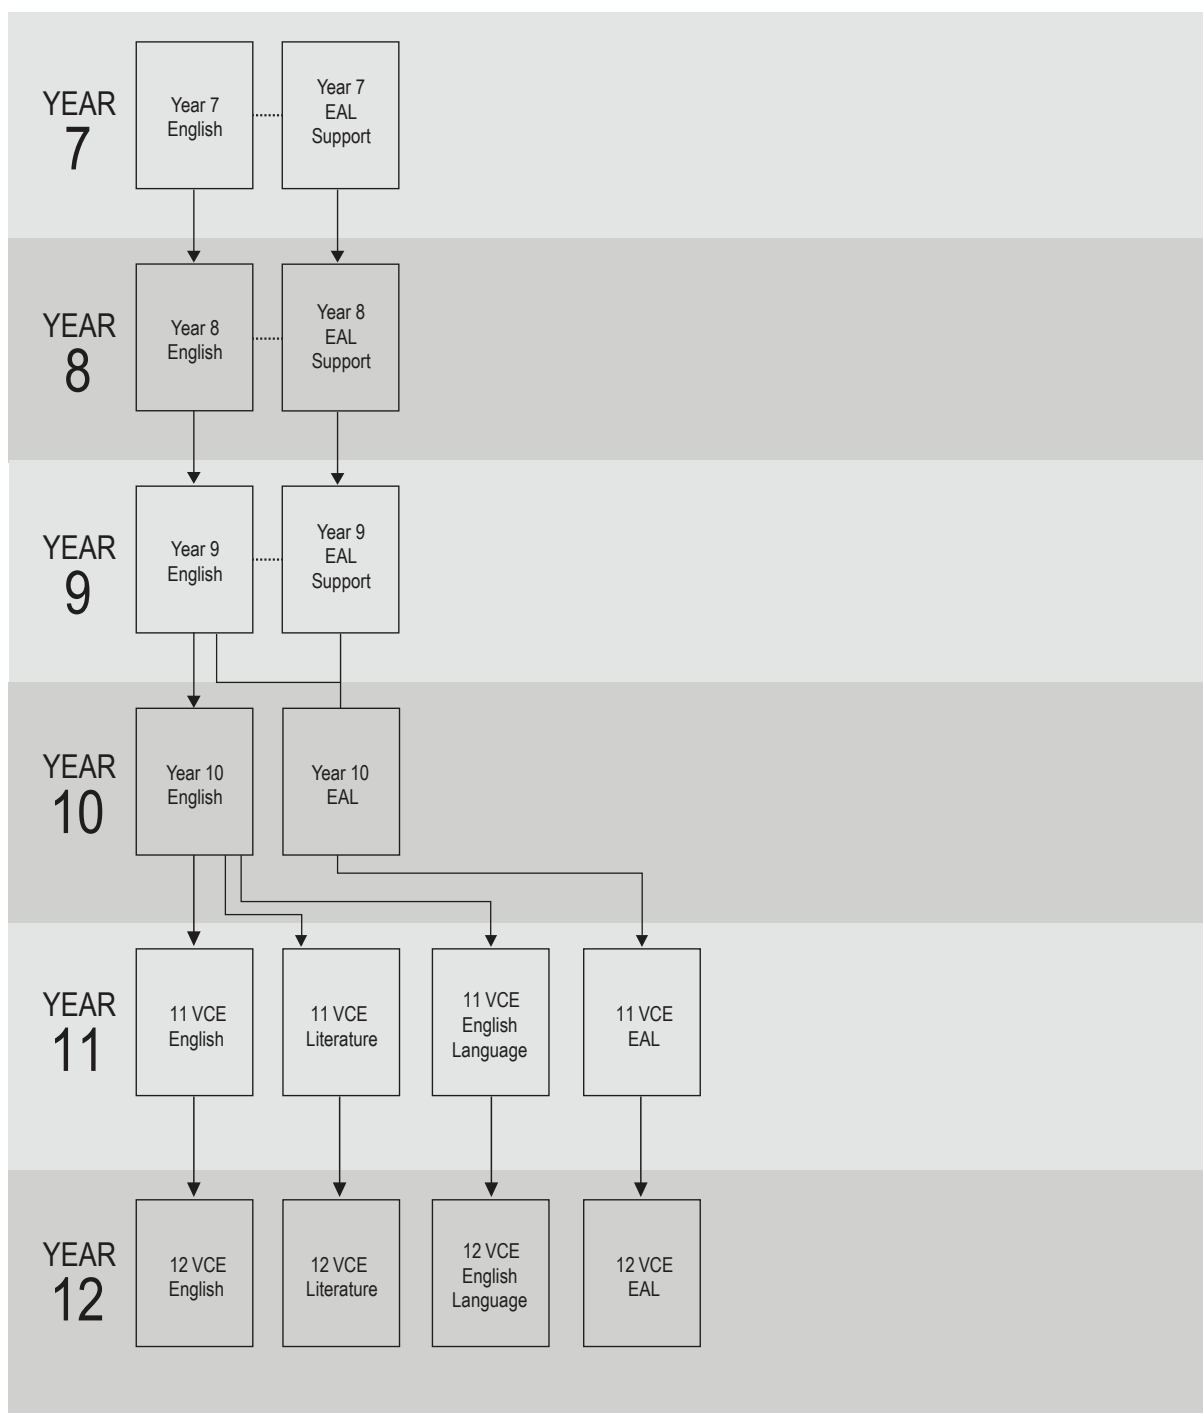 YEAR
7
Year 7
English
Year 7
EAL
Support
YEAR
8
Year 8
English
Year 8
EAL
Support
YEAR
9
Year 9
English
Year 9
EAL
Support
YEAR
10
Year 10
English
Year 10
EAL
YEAR
11
11 VCE
English
11 VCE
Literature
11 VCE
English
Language
11 VCE
EAL
YEAR
12
12 VCE
English
12 VCE
Literature
12 VCE
English
Language
12 VCE
EAL